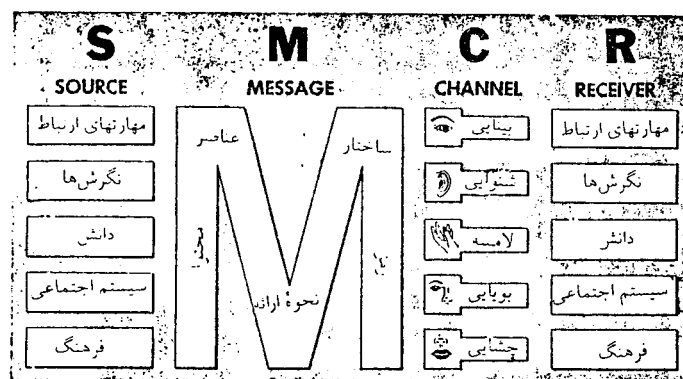 S M C R
SOURCE MESSAGE CHANNEL RECEIVER
مهارتهای ارتباط
نگرش‌ها
دانش
سیستم اجتماعی
فرهنگ
عناصر
ساختار
محتوا
نحوهٔ ارائه
بینایی
شنوایی
لامسه
بویایی
چشایی
مهارتهای ارتباط
نگرش‌ها
دانش
سیستم اجتماعی
فرهنگ